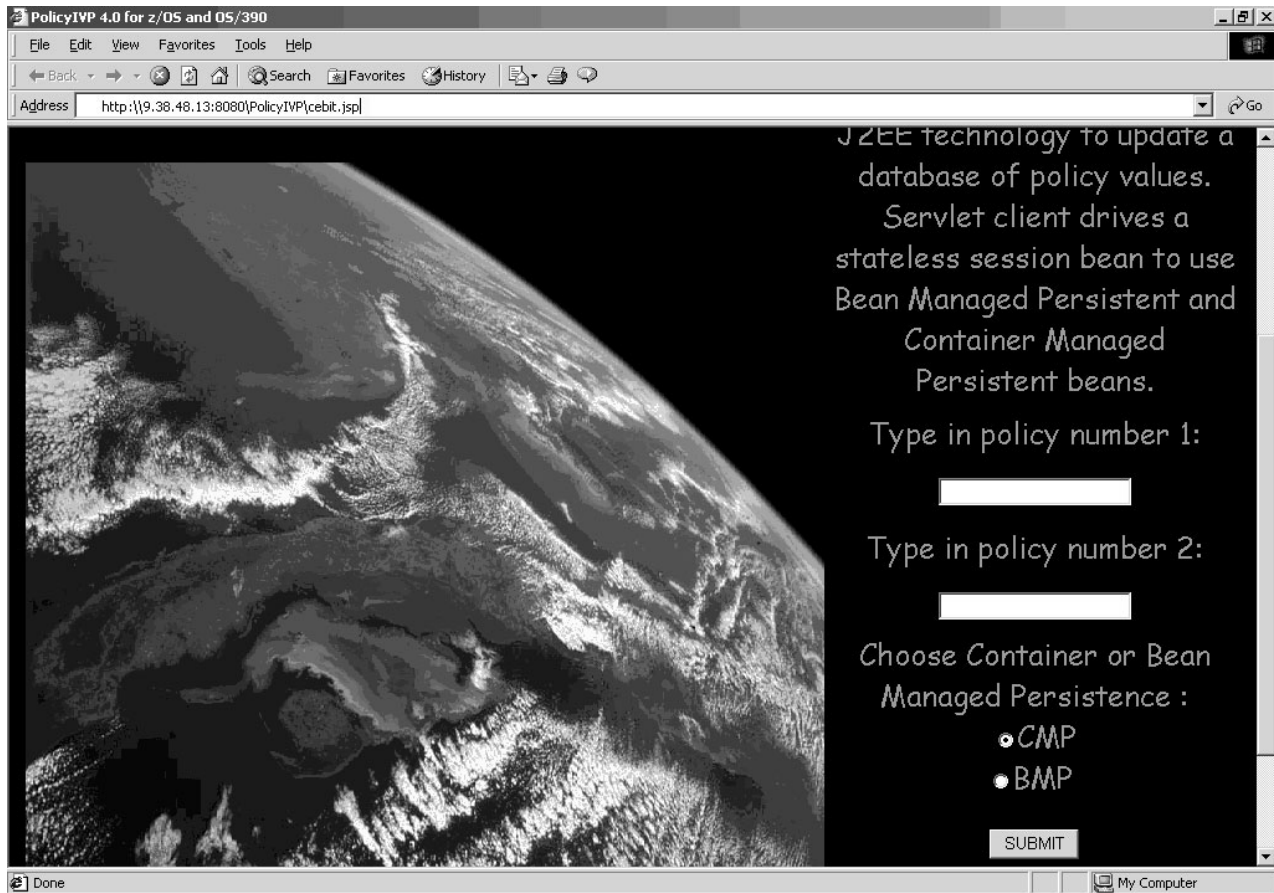 PolicyIVP 4.0 for z/OS and OS/390
File Edit View Favorites Tools Help
Back Search Favorites History
Address http:\\9.38.48.13:8080\PolicyIVP\cebit.jsp Go
J2EE technology to update a
database of policy values.
Servlet client drives a
stateless session bean to use
Bean Managed Persistent and
Container Managed
Persistent beans.
Type in policy number 1:
Type in policy number 2:
Choose Container or Bean
Managed Persistence :
CMP
BMP
SUBMIT
Done My Computer